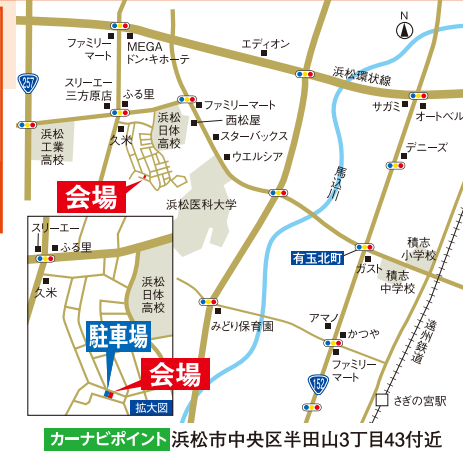 N
ファミリー
マート
MEGA
ドン・キホーテ
エディオン
浜松環状線
257
スリーエー
三方原店
ふる里
ファミリーマート
西松屋
スターバックス
ウエルシア
サガミ
オートベル
デニーズ
久米
浜松
日体
高校
浜松
工業
高校
会場
浜松医科大学
馬込川
有玉北町
ガスト
積志
小学校
積志
中学校
スリーエー
ふる里
久米
浜松
日体
高校
駐車場
会場
拡大図
みどり保育園
アマノ
かつや
ファミリー
マート
遠州鉄道
152
さぎの宮駅
カーナビポイント 浜松市中央区半田山3丁目43付近